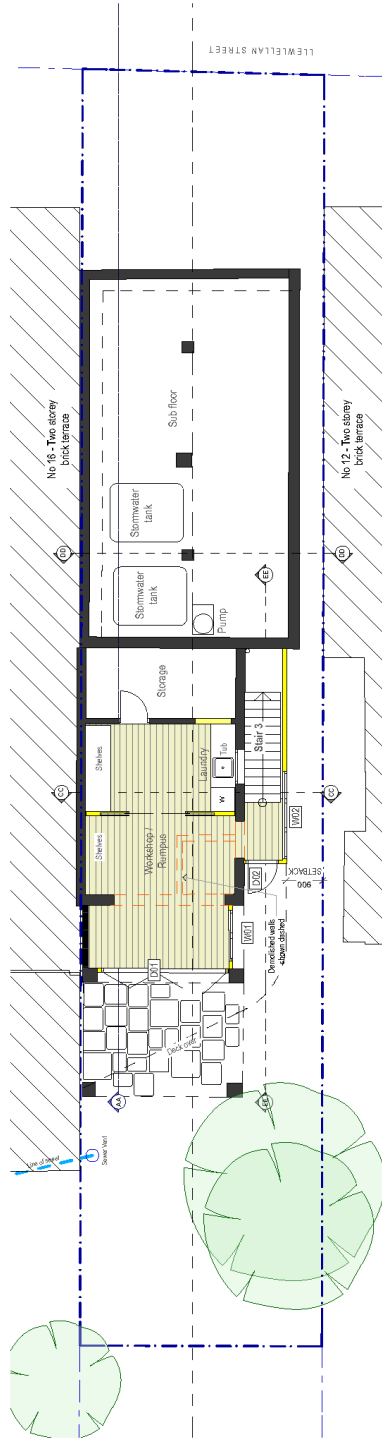 LLEWLELLAN STREET
No 16 - Two storey
brick terrace
No 12 - Two storey
brick terrace
Sub floor
Stormwater
tank
Stormwater
tank
DD
DD
EE
Pump
Storage
Stair 3
Shelves
Laundry
Tub
W
CC
CC
Shelves
Workshop /
Rumpus
W02
D02
900
SETBACK
W01
Demolished walls
shown dashed
D01
Deck over
AA
EE
Line of sewer
Sewer Vent